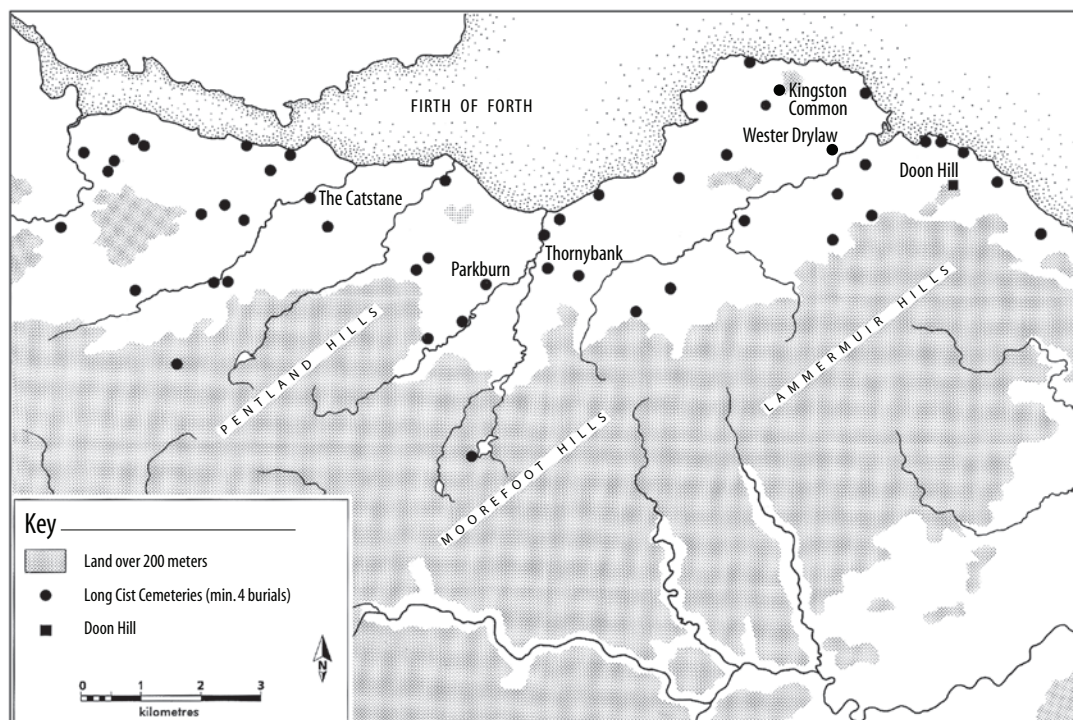 FIRTH OF FORTH
Kingston
Common
Wester Drylaw
Doon Hill
The Catstane
Thornybank
Parkburn
PENTLAND HILLS
LAMMERMUIR HILLS
MOOREFOOT HILLS
Key
Land over 200 meters
Long Cist Cemeteries (min. 4 burials)
Doon Hill
N
0 1 2 3
kilometres